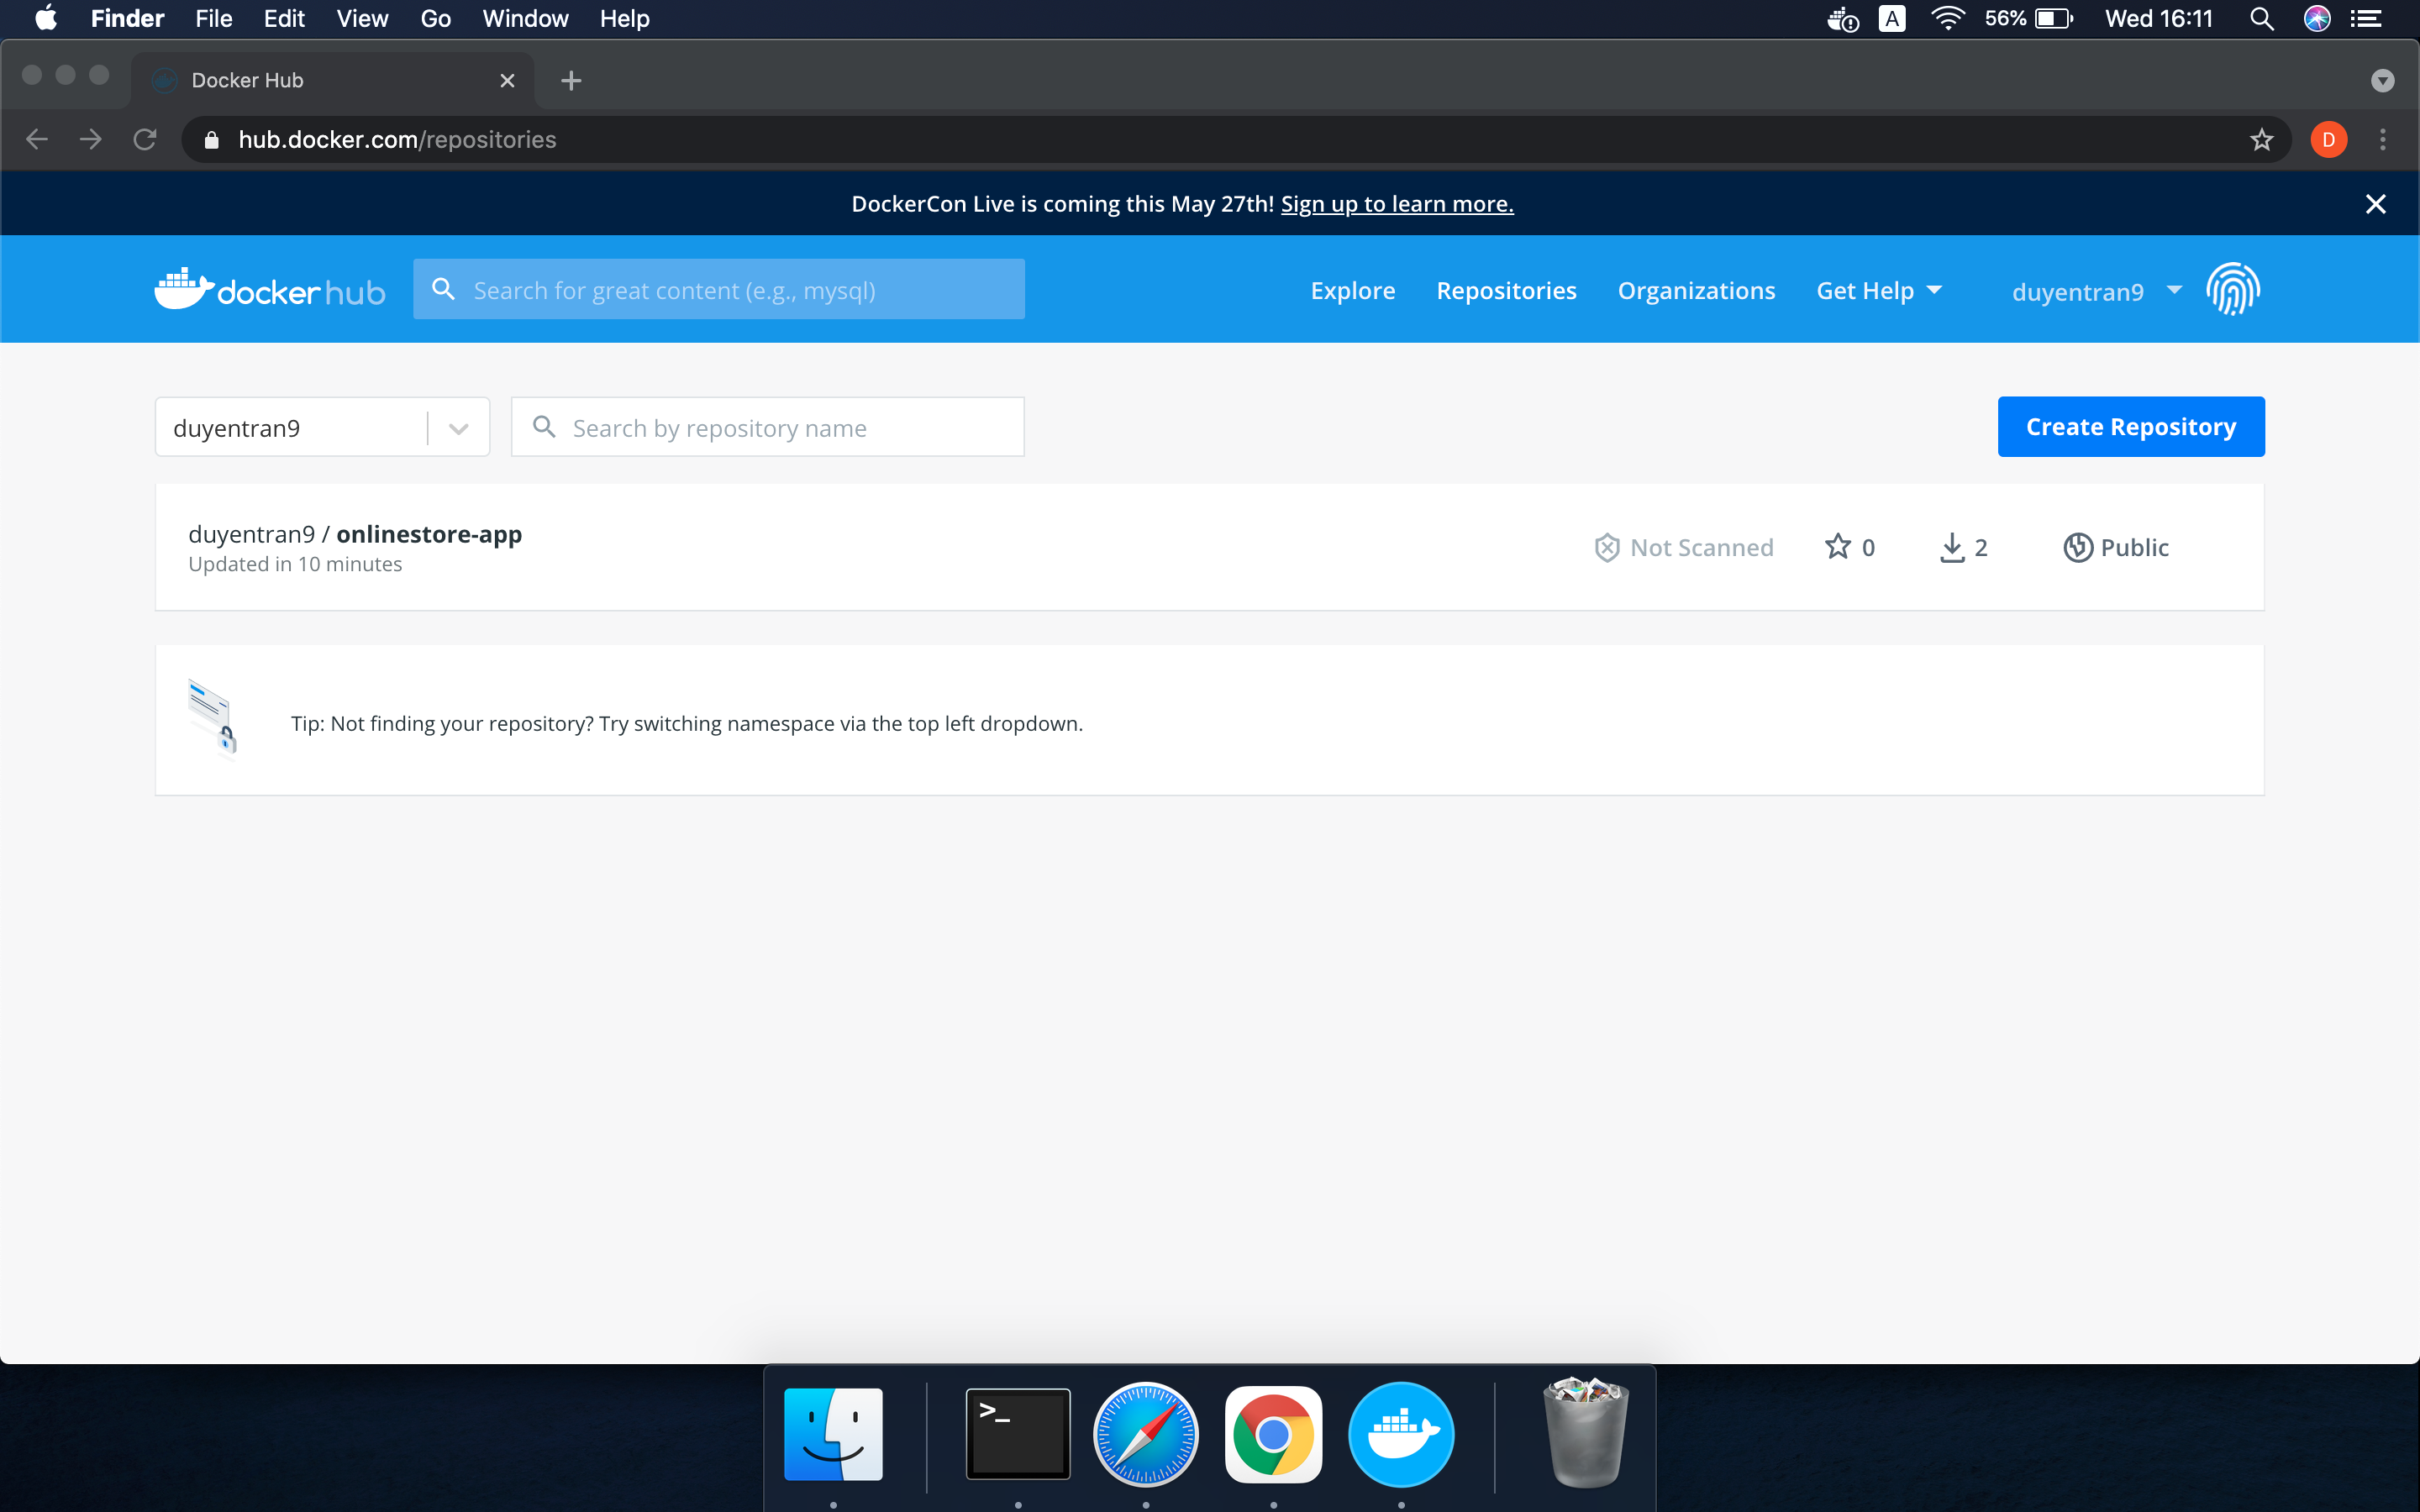 Finder File Edit View Go Window Help A 56% Wed 16:11
Docker Hub
hub.docker.com/repositories D
DockerCon Live is coming this May 27th! Sign up to learn more.
docker hub Search for great content (e.g., mysql) Explore Repositories Organizations Get Help duyentran9
duyentran9 Search by repository name Create Repository
duyentran9 / onlinestore-app Not Scanned 0 2 Public
Updated in 10 minutes
Tip: Not finding your repository? Try switching namespace via the top left dropdown.
>_